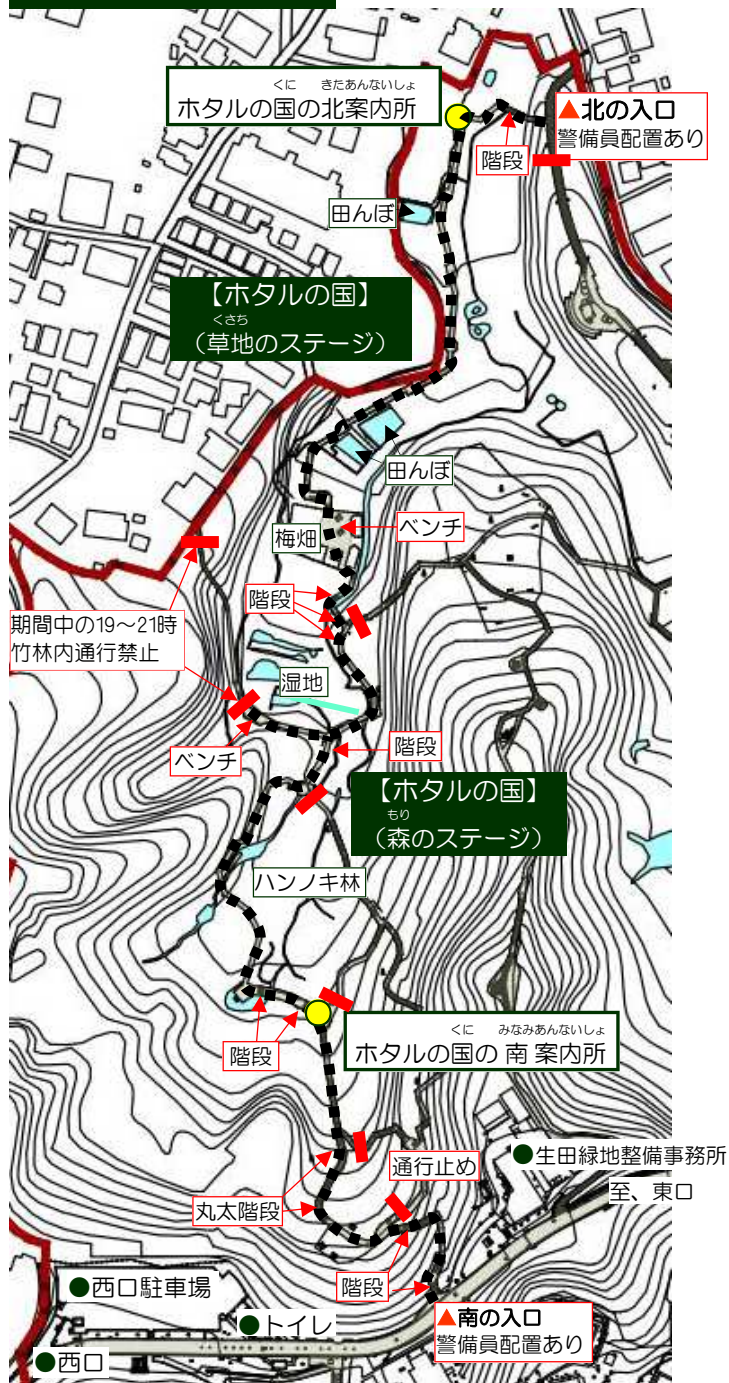 くに きたあんないしょ
ホタルの国の北案内所
▲北の入口
警備員配置あり
階段
田んぼ
【ホタルの国】
くさち
（草地のステージ）
田んぼ
ベンチ
梅畑
階段
期間中の19～21時
竹林内通行禁止
湿地
ベンチ
階段
【ホタルの国】
もり
（森のステージ）
ハンノキ林
階段
くに みなみあんないしょ
ホタルの国の 南 案内所
●生田緑地整備事務所
通行止め
至、東口
丸太階段
階段
●西口駐車場
▲南の入口
●トイレ
警備員配置あり
●西口